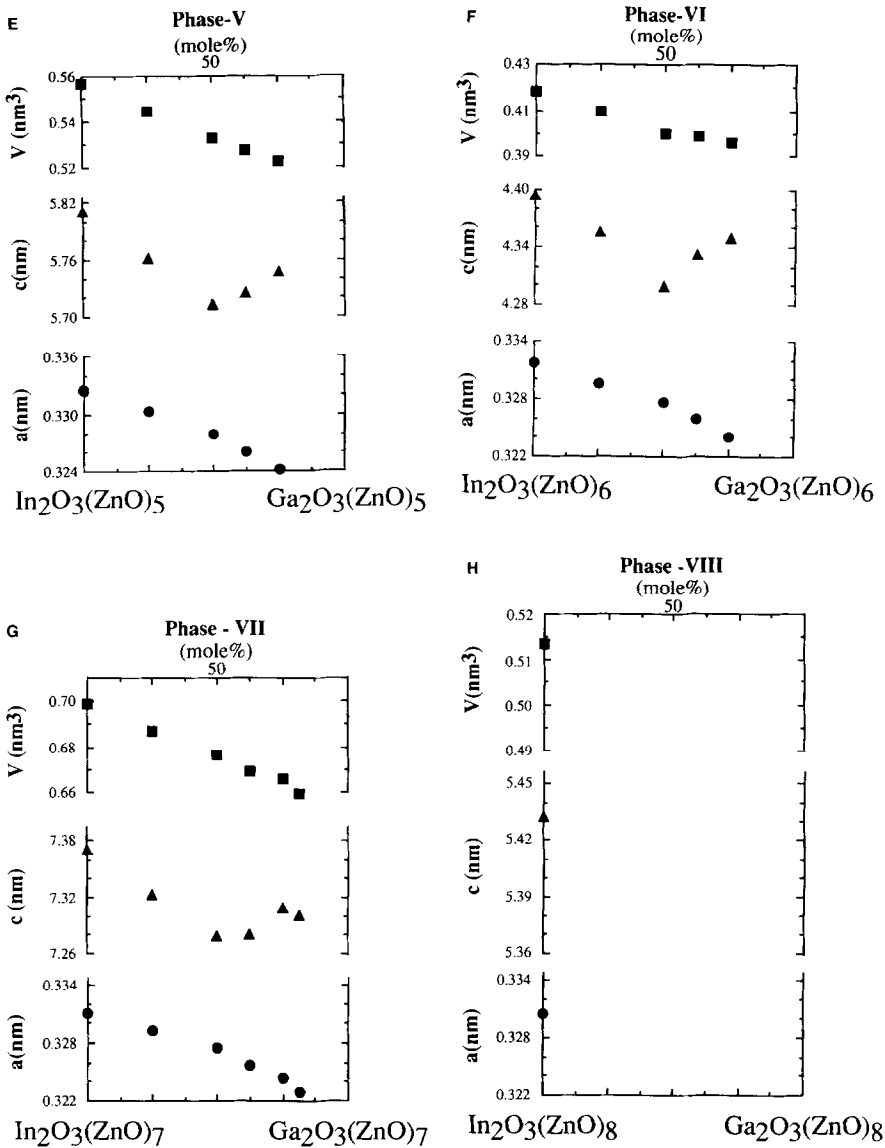 E
Phase-V
(mole%)
50
V (nm3)
0.56
0.54
0.52
c(nm)
5.82
5.76
5.70
a(nm)
0.336
0.330
0.324
In2O3(ZnO)5 Ga2O3(ZnO)5
F
Phase-VI
(mole%)
50
V (nm3)
0.43
0.41
0.39
c(nm)
4.40
4.34
4.28
a(nm)
0.334
0.328
0.322
In2O3(ZnO)6 Ga2O3(ZnO)6
G
Phase - VII
(mole%)
50
V (nm3)
0.70
0.68
0.66
c (nm)
7.38
7.32
7.26
a(nm)
0.334
0.328
0.322
In2O3(ZnO)7 Ga2O3(ZnO)7
H
Phase -VIII
(mole%)
50
V(nm3)
0.52
0.51
0.50
0.49
c (nm)
5.45
5.43
5.39
5.36
a(nm)
0.334
0.328
0.322
In2O3(ZnO)8 Ga2O3(ZnO)8